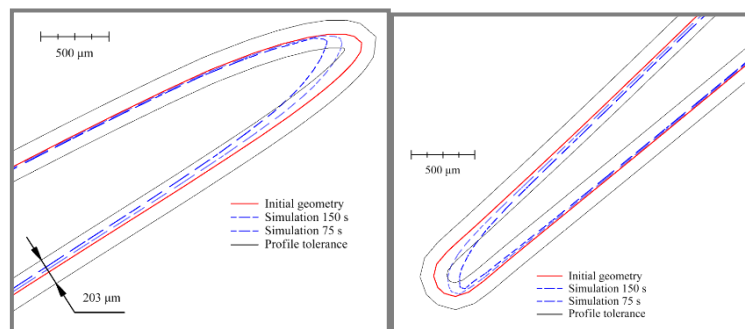 500 µm
Initial geometry
Simulation 150 s
Simulation 75 s
Profile tolerance
203 µm
500 µm
Initial geometry
Simulation 150 s
Simulation 75 s
Profile tolerance